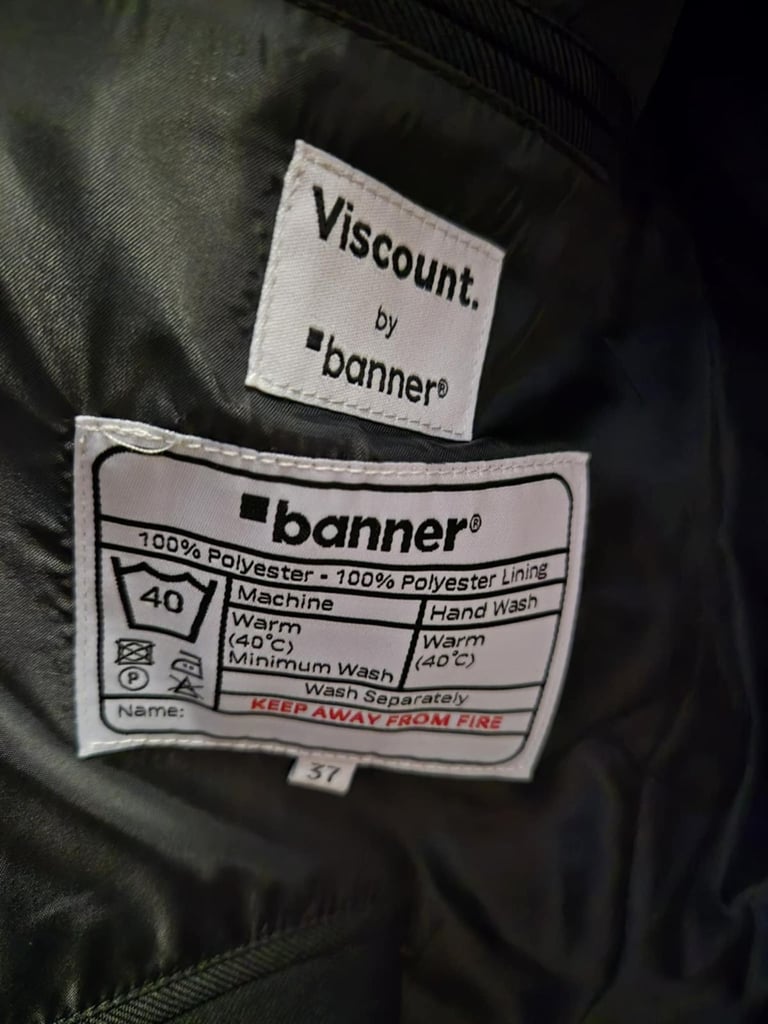 Viscount.
by
banner®
banner®
100% Polyester - 100% Polyester Lining
40
Machine
Hand Wash
Warm
(40°C)
Minimum Wash
Warm
(40°C)
P
Wash Separately
Name:
KEEP AWAY FROM FIRE
37